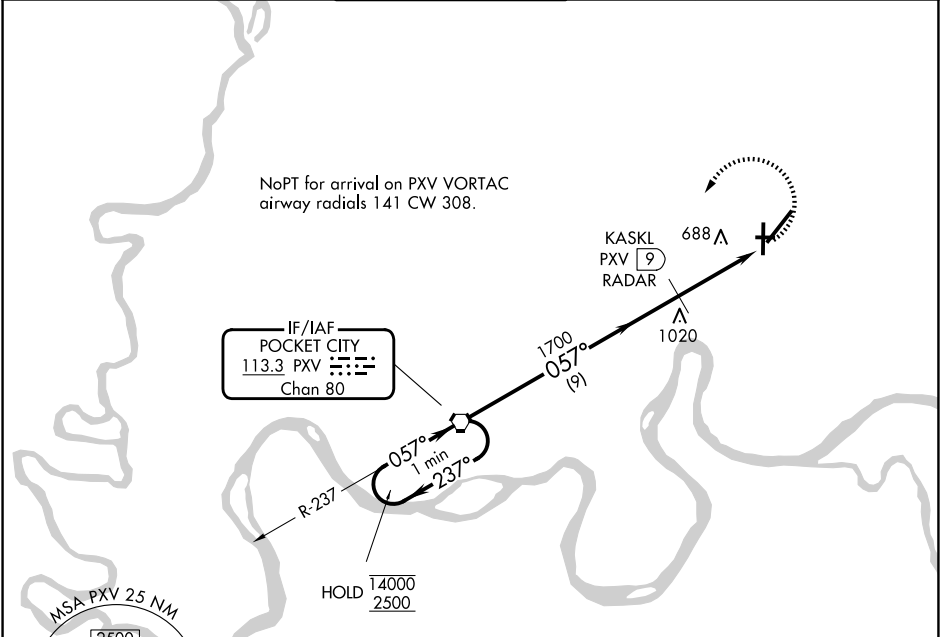 NoPT for arrival on PXV VORTAC
airway radials 141 CW 308.
688
KASKL
PXV 9
RADAR
1020
IF/IAF
POCKET CITY
113.3 PXV
Chan 80
1700
057°
(9)
057°
1 min
237°
R-237
HOLD 14000
2500
MSA PXV 25 NM
2500